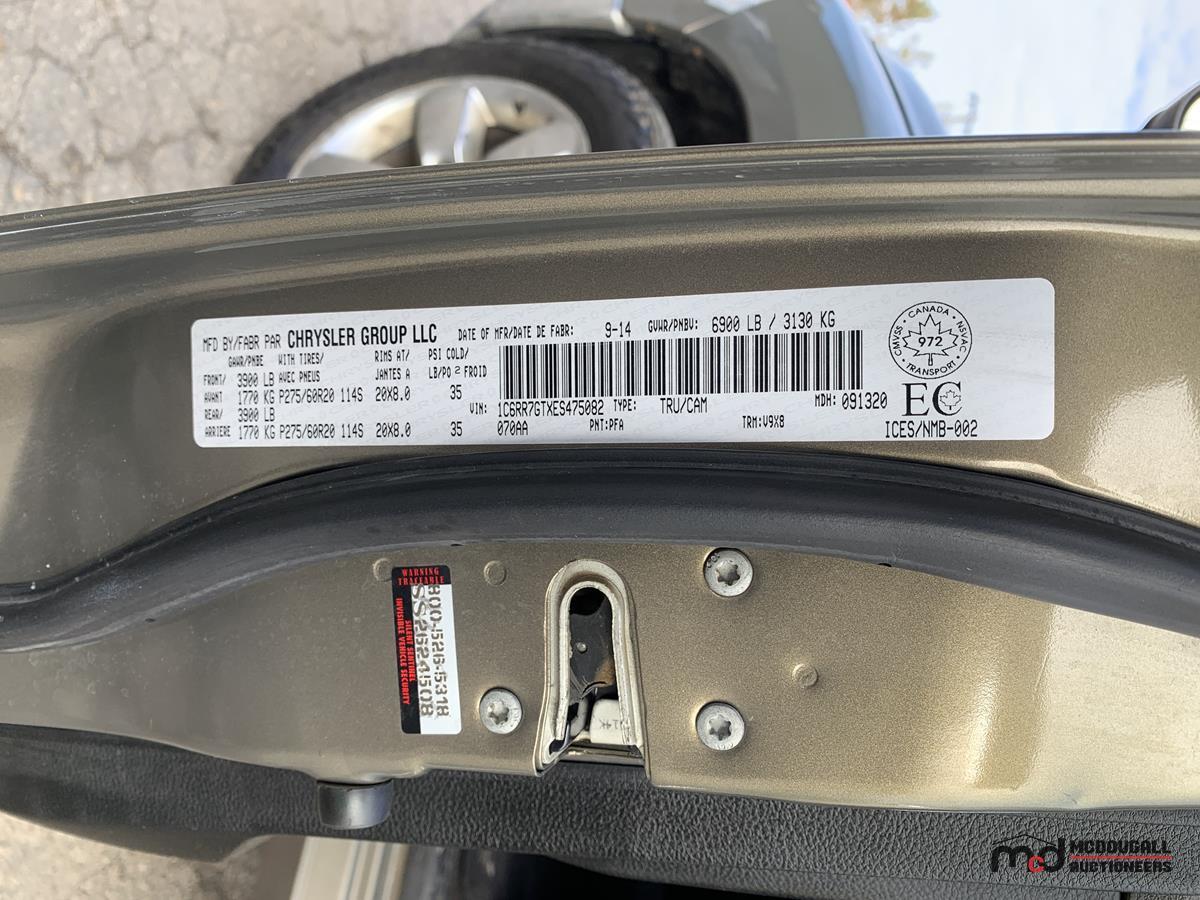 MFD BY/FABR PAR CHRYSLER GROUP LLC DATE OF MFR/DATE DE FABR: 9-14 GVWR/PNBV: 6900 LB / 3130 KG
GAWR/PNBE WITH TIRES/ RIMS AT/ PSI COLD/
FRONT/ 3900 LB AVEC PNEUS JANTES A LB/PO² FROID
AVANT 1770 KG P275/60R20 114S 20X8.0 35
REAR/ 3900 LB
ARRIERE 1770 KG P275/60R20 114S 20X8.0 35
VIN: 1C6RR7GTXES475082 TYPE: TRU/CAM MDH: 091320
070AA PNT:PFA TRM:V9X8
CANADA
CMVSS 972 NSVAC
TRANSPORT
EC
ICES/NMB-002
WARNING
TRACEABLE
800-526-5318
SS2624508
SILENT SENTINEL
INVISIBLE VEHICLE SECURITY
mcd MCDOUGALL
AUCTIONEERS